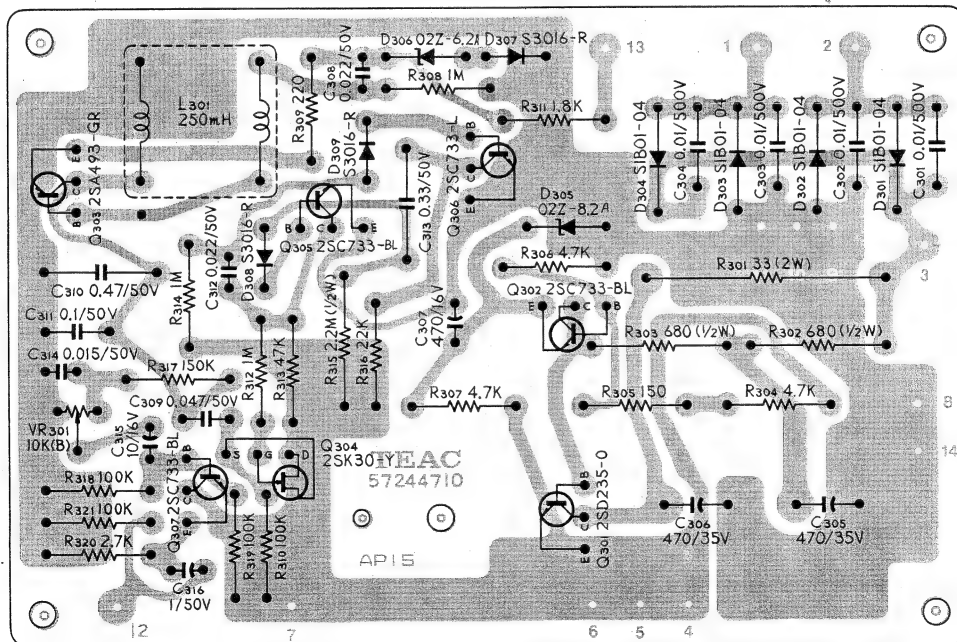 D306 02Z-6.2A
D307 S3016-R
13
1
2
C308
0.022/50V
R308 1M
L301
250mH
R309 220
R311 1.8K
B
C
E
D309
S3016-R
Q306 2SC733-L
D304 SIB01-04
C304 0.01/500V
D303 SIB01-04
C303 0.01/500V
D302 SIB01-04
C302 0.01/500V
D301 SIB01-04
C301 0.01/500V
E
C
B
Q303 2SA493-GR
C313 0.33/50V
D305
02Z-8.2A
B
C
E
Q305 2SC733-BL
R306 4.7K
3
R301 33 (2W)
C310 0.47/50V
R314 1M
C312 0.022/50V
D308 S3016-R
Q302 2SC733-BL
E
C
B
C311 0.1/50V
R303 680 (1/2W)
R302 680 (1/2W)
C307
470/16V
C314 0.015/50V
R317 150K
R312 1M
R313 47K
R315 2.2M (1/2W)
R316 22K
C309 0.047/50V
R307 4.7K
R305 150
R304 4.7K
8
VR301
10K(B)
C315
10/16V
B
C
E
Q307 2SC733-BL
S
G
D
Q304
2SK30-Y
TEAC
57244710
14
R318 100K
R321 100K
R320 2.7K
R319 100K
R310 100K
B
C
E
Q301 2SD235-O
C306
470/35V
C305
470/35V
AP15
C316
1/50V
12
7
6
5
4